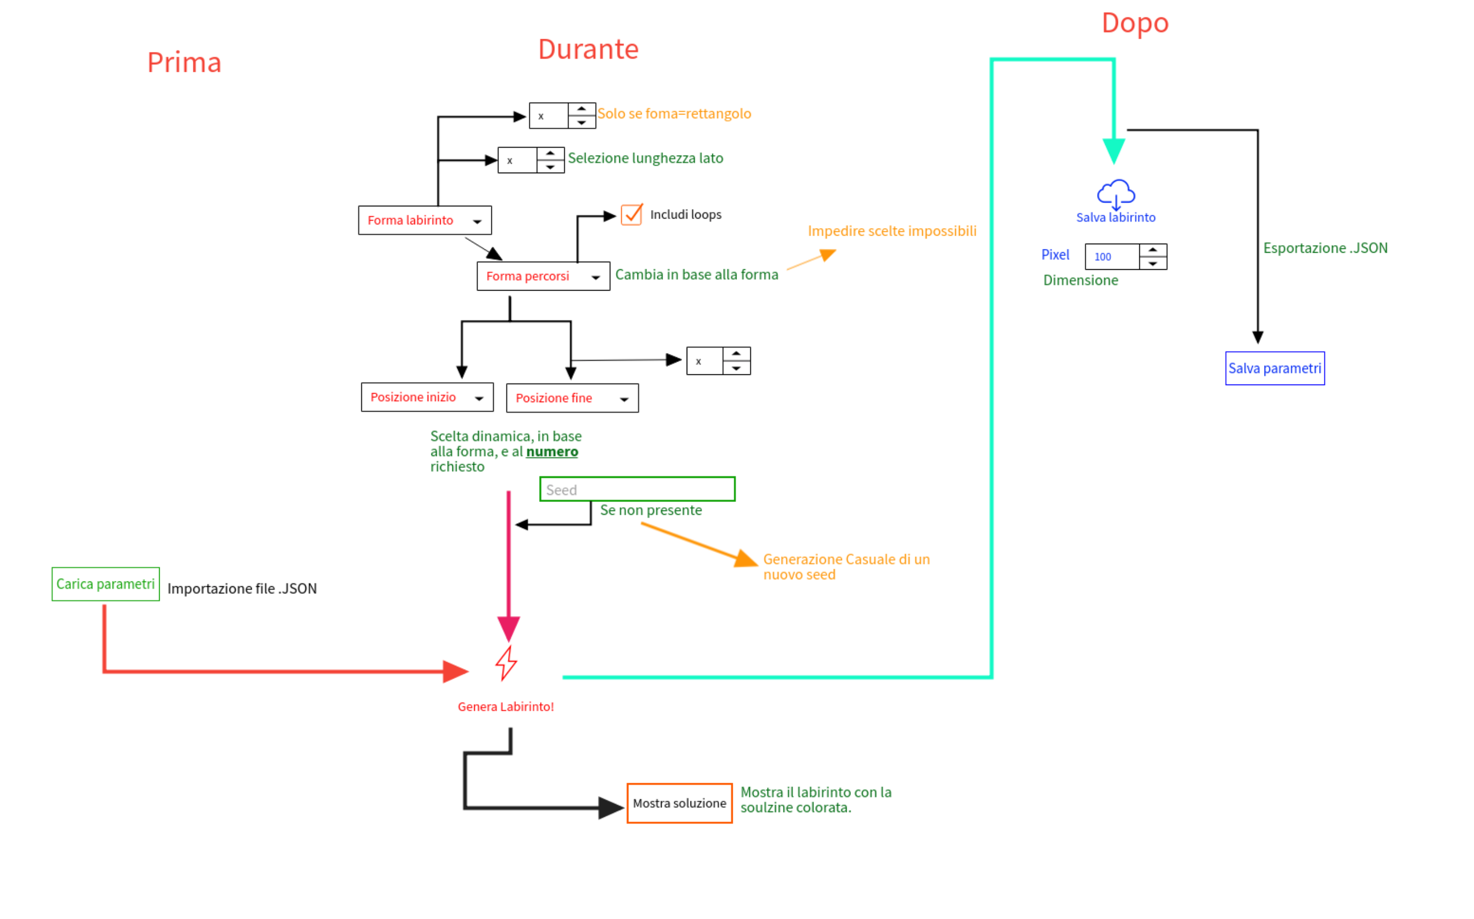 Prima
Durante
Dopo
x
Solo se foma=rettangolo
x
Selezione lunghezza lato
Forma labirinto
Includi loops
Impedire scelte impossibili
Forma percorsi
Cambia in base alla forma
x
Posizione inizio
Posizione fine
Scelta dinamica, in base
alla forma, e al numero
richiesto
Seed
Se non presente
Generazione Casuale di un
nuovo seed
Carica parametri
Importazione file .JSON
Genera Labirinto!
Mostra soluzione
Mostra il labirinto con la
soulzine colorata.
Salva labirinto
Pixel
100
Dimensione
Esportazione .JSON
Salva parametri